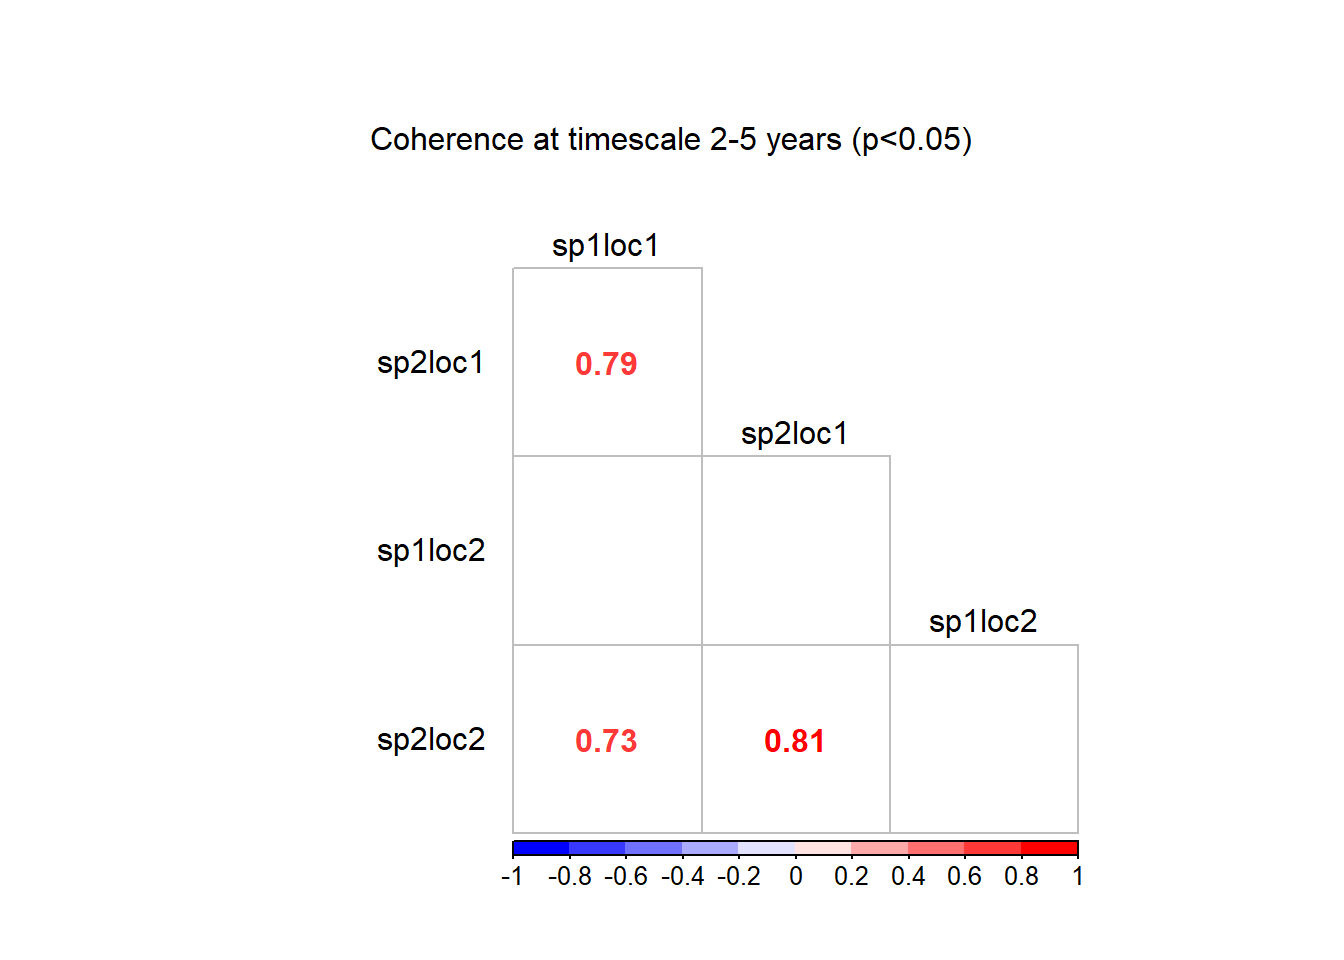 Coherence at timescale 2-5 years (p<0.05)
sp1loc1
sp2loc1 0.79
sp2loc1
sp1loc2
sp1loc2
sp2loc2 0.73 0.81
-1 -0.8 -0.6 -0.4 -0.2 0 0.2 0.4 0.6 0.8 1